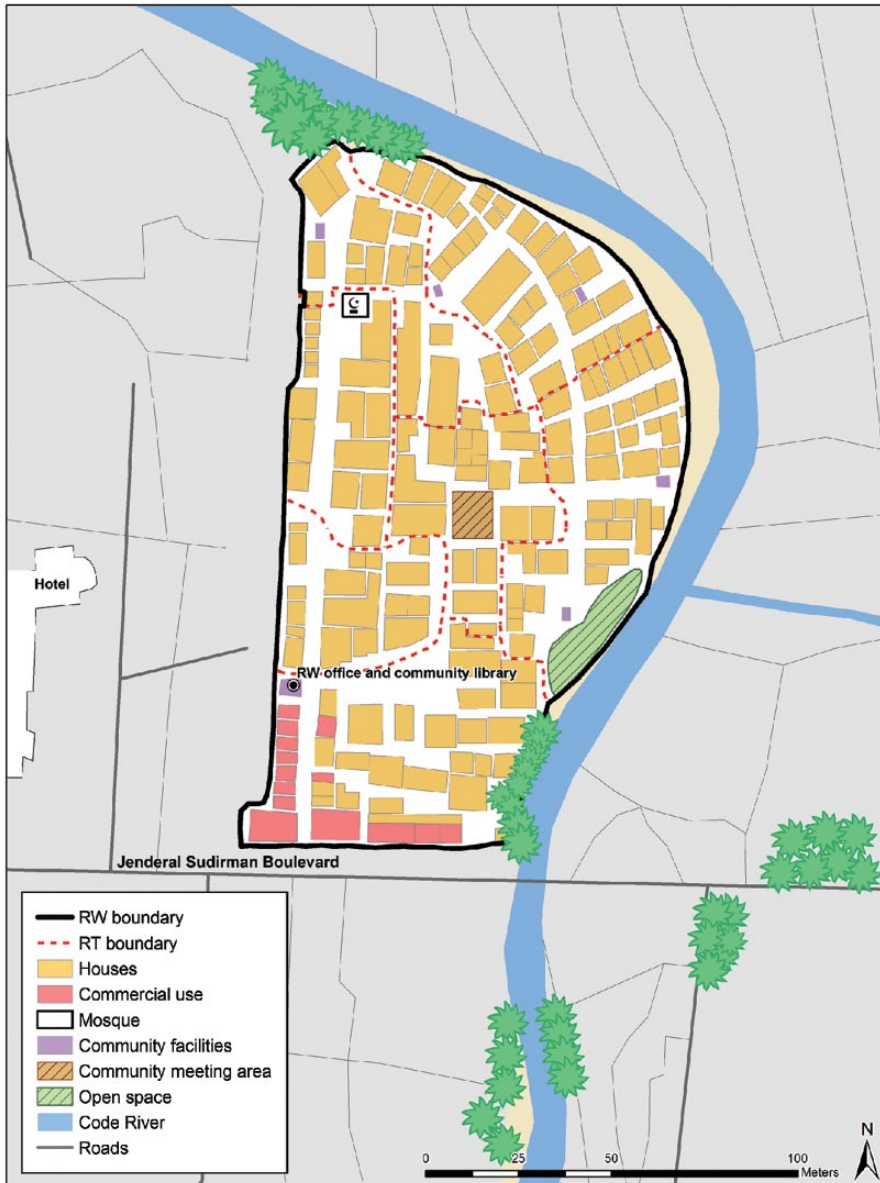 Hotel
RW office and community library
Jenderal Sudirman Boulevard
RW boundary
RT boundary
Houses
Commercial use
Mosque
Community facilities
Community meeting area
Open space
Code River
Roads
N
0 25 50 100
Meters